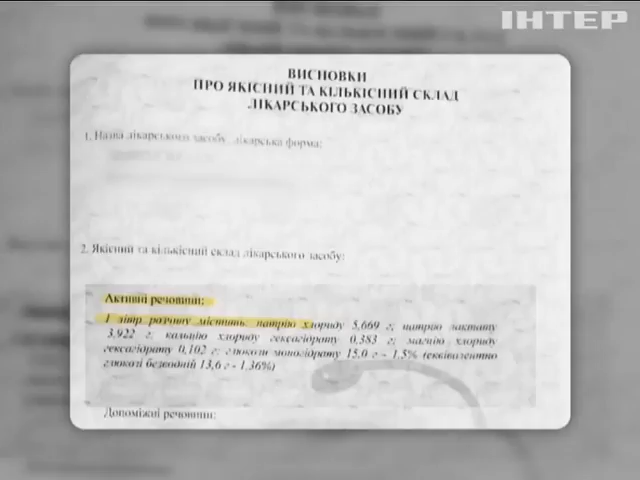 ІНТЕР
ВИСНОВКИ
ПРО ЯКІСНИЙ ТА КІЛЬКІСНИЙ СКЛАД
ЛІКАРСЬКОГО ЗАСОБУ
1. Назва лікарського засобу, лікарська форма:
2. Якісний та кількісний склад лікарського засобу:
Активні речовини:
1 літр розчину містить: натрію хлориду 5,669 г; натрію лактату
3,922 г; кальцію хлориду гексагідрату 0,383 г; магнію хлориду
гексагідрату 0,102 г; глюкози моногідрату 15,0 г - 1,5% (еквівалентно
глюкозі безводній 13,6 г - 1,36%)
Допоміжні речовини: